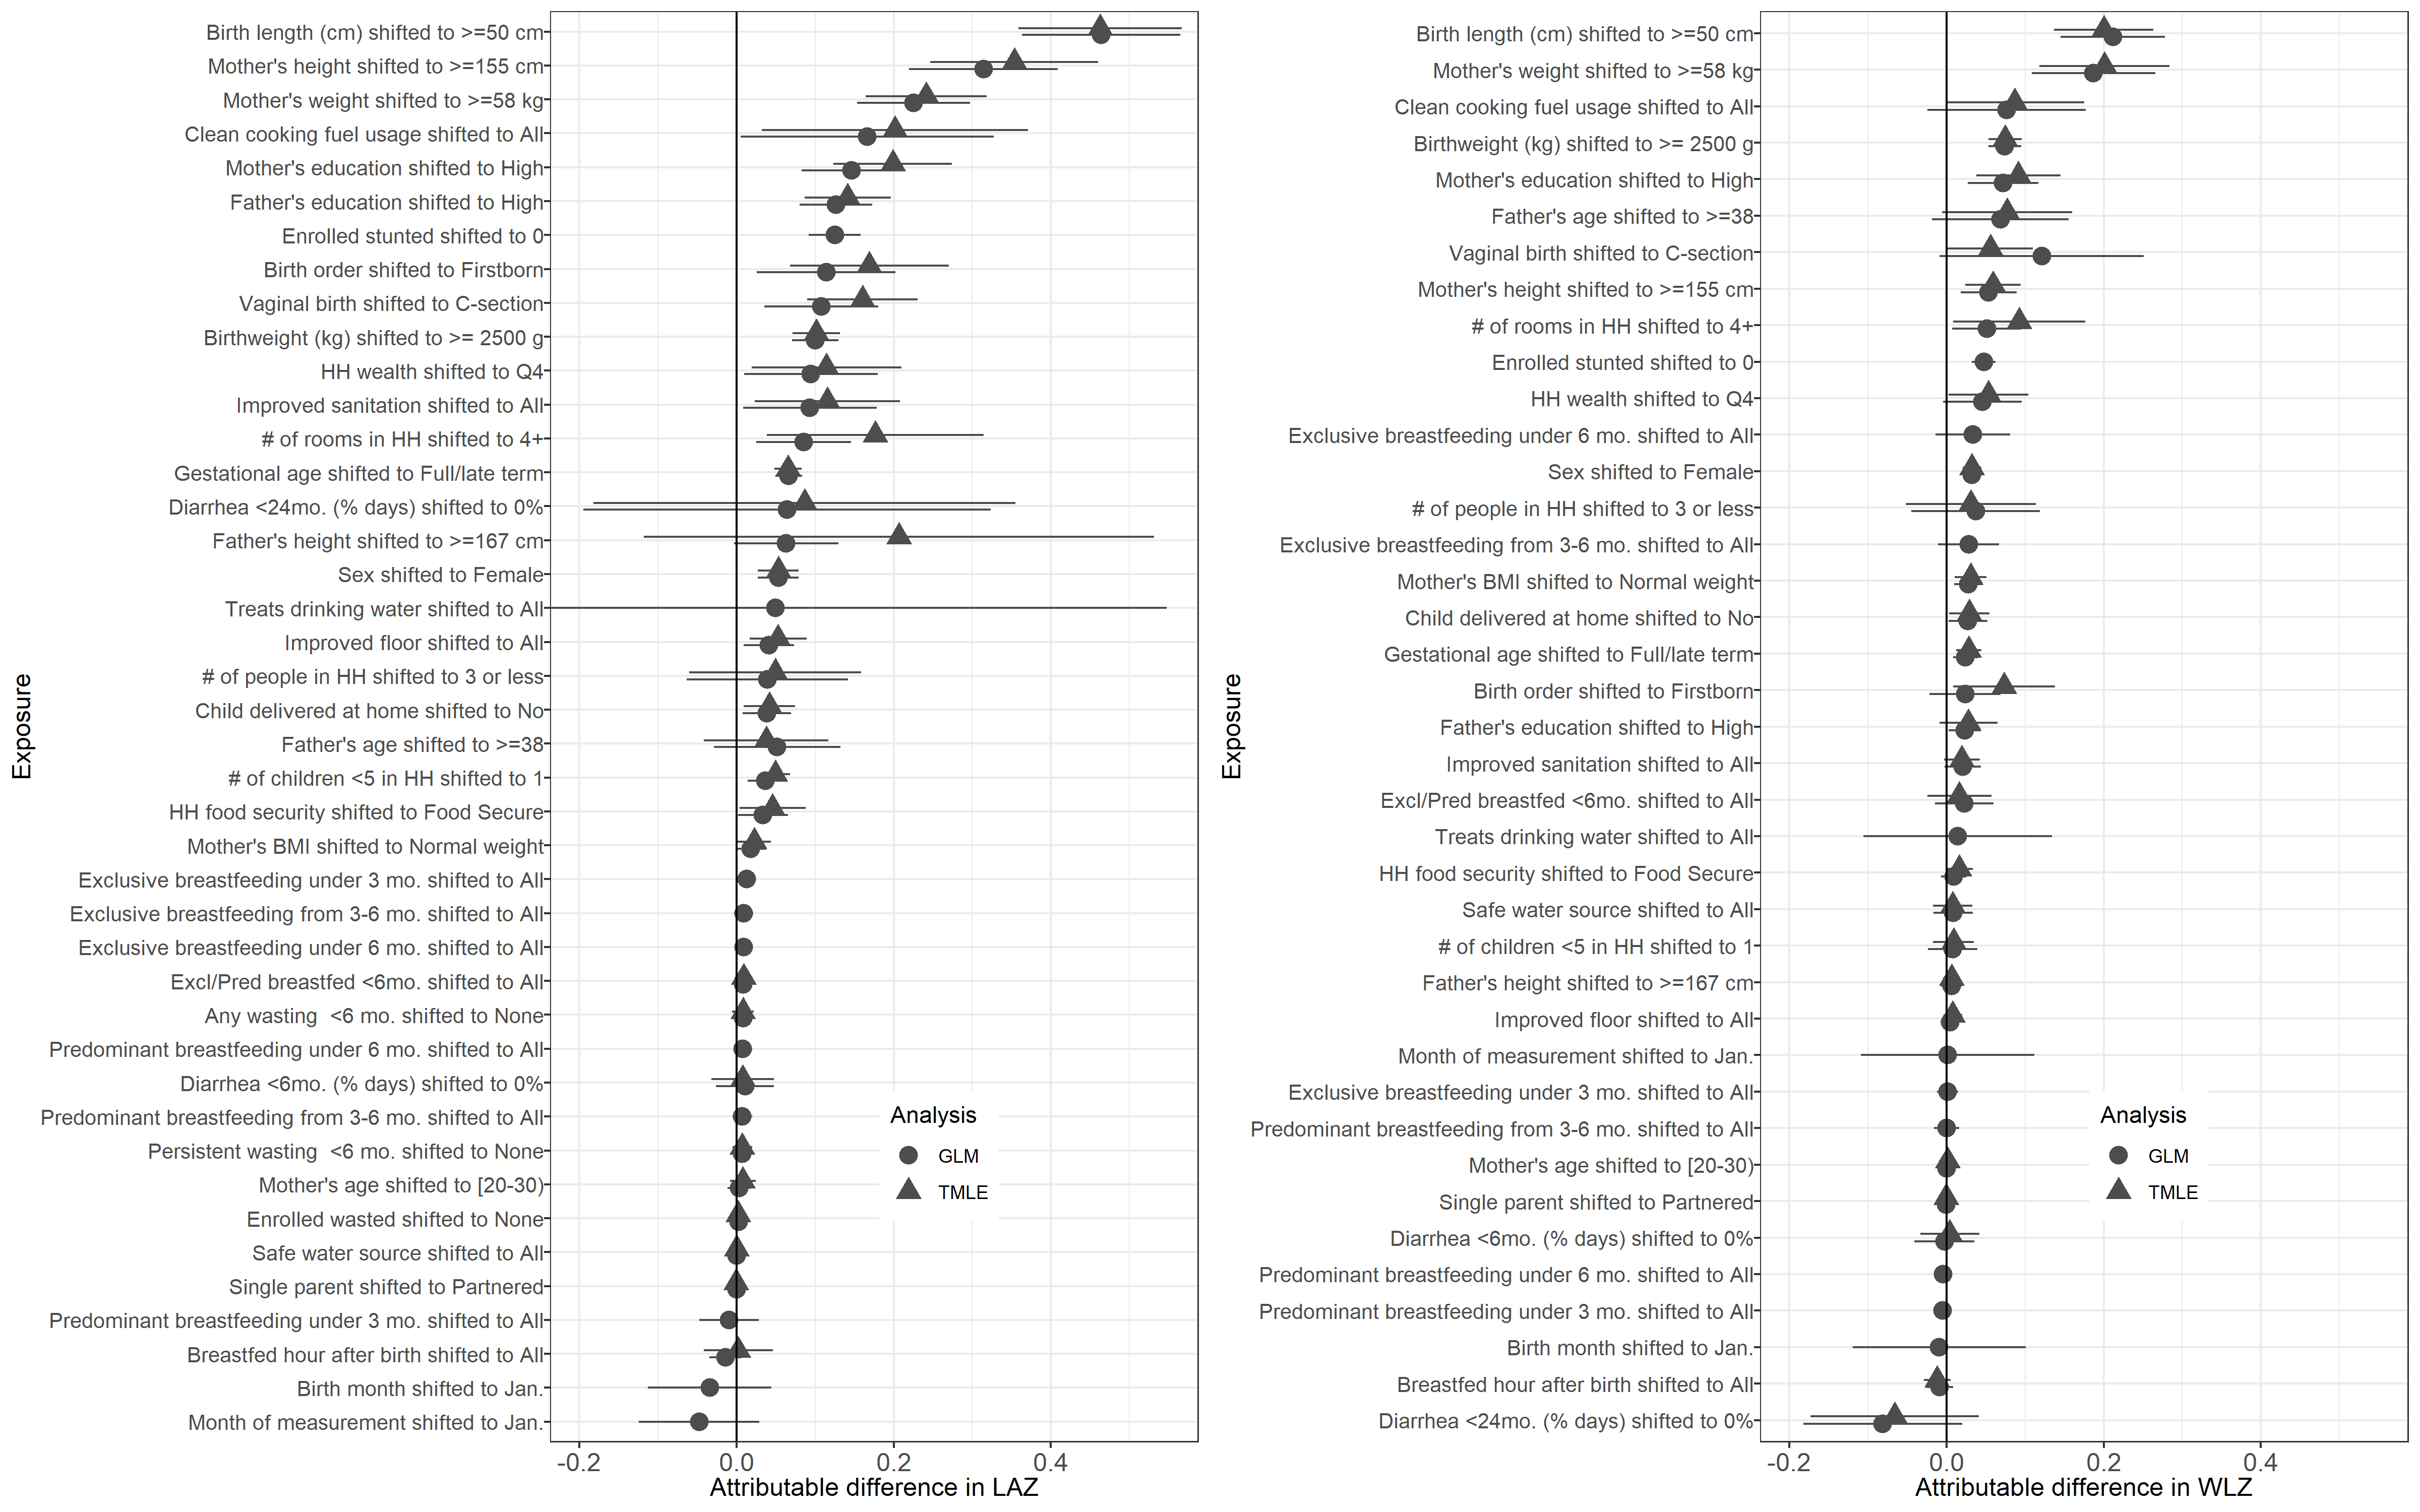 Exposure
Birth length (cm) shifted to >=50 cm
Mother's height shifted to >=155 cm
Mother's weight shifted to >=58 kg
Clean cooking fuel usage shifted to All
Mother's education shifted to High
Father's education shifted to High
Enrolled stunted shifted to 0
Birth order shifted to Firstborn
Vaginal birth shifted to C-section
Birthweight (kg) shifted to >= 2500 g
HH wealth shifted to Q4
Improved sanitation shifted to All
# of rooms in HH shifted to 4+
Gestational age shifted to Full/late term
Diarrhea <24mo. (% days) shifted to 0%
Father's height shifted to >=167 cm
Sex shifted to Female
Treats drinking water shifted to All
Improved floor shifted to All
# of people in HH shifted to 3 or less
Child delivered at home shifted to No
Father's age shifted to >=38
# of children <5 in HH shifted to 1
HH food security shifted to Food Secure
Mother's BMI shifted to Normal weight
Exclusive breastfeeding under 3 mo. shifted to All
Exclusive breastfeeding from 3-6 mo. shifted to All
Exclusive breastfeeding under 6 mo. shifted to All
Excl/Pred breastfed <6mo. shifted to All
Any wasting  <6 mo. shifted to None
Predominant breastfeeding under 6 mo. shifted to All
Diarrhea <6mo. (% days) shifted to 0%
Predominant breastfeeding from 3-6 mo. shifted to All
Persistent wasting  <6 mo. shifted to None
Mother's age shifted to [20-30)
Enrolled wasted shifted to None
Safe water source shifted to All
Single parent shifted to Partnered
Predominant breastfeeding under 3 mo. shifted to All
Breastfed hour after birth shifted to All
Birth month shifted to Jan.
Month of measurement shifted to Jan.
Analysis
GLM
TMLE
-0.2 0.0 0.2 0.4
Attributable difference in LAZ
Exposure
Birth length (cm) shifted to >=50 cm
Mother's weight shifted to >=58 kg
Clean cooking fuel usage shifted to All
Birthweight (kg) shifted to >= 2500 g
Mother's education shifted to High
Father's age shifted to >=38
Vaginal birth shifted to C-section
Mother's height shifted to >=155 cm
# of rooms in HH shifted to 4+
Enrolled stunted shifted to 0
HH wealth shifted to Q4
Exclusive breastfeeding under 6 mo. shifted to All
Sex shifted to Female
# of people in HH shifted to 3 or less
Exclusive breastfeeding from 3-6 mo. shifted to All
Mother's BMI shifted to Normal weight
Child delivered at home shifted to No
Gestational age shifted to Full/late term
Birth order shifted to Firstborn
Father's education shifted to High
Improved sanitation shifted to All
Excl/Pred breastfed <6mo. shifted to All
Treats drinking water shifted to All
HH food security shifted to Food Secure
Safe water source shifted to All
# of children <5 in HH shifted to 1
Father's height shifted to >=167 cm
Improved floor shifted to All
Month of measurement shifted to Jan.
Exclusive breastfeeding under 3 mo. shifted to All
Predominant breastfeeding from 3-6 mo. shifted to All
Mother's age shifted to [20-30)
Single parent shifted to Partnered
Diarrhea <6mo. (% days) shifted to 0%
Predominant breastfeeding under 6 mo. shifted to All
Predominant breastfeeding under 3 mo. shifted to All
Birth month shifted to Jan.
Breastfed hour after birth shifted to All
Diarrhea <24mo. (% days) shifted to 0%
Analysis
GLM
TMLE
-0.2 0.0 0.2 0.4
Attributable difference in WLZ